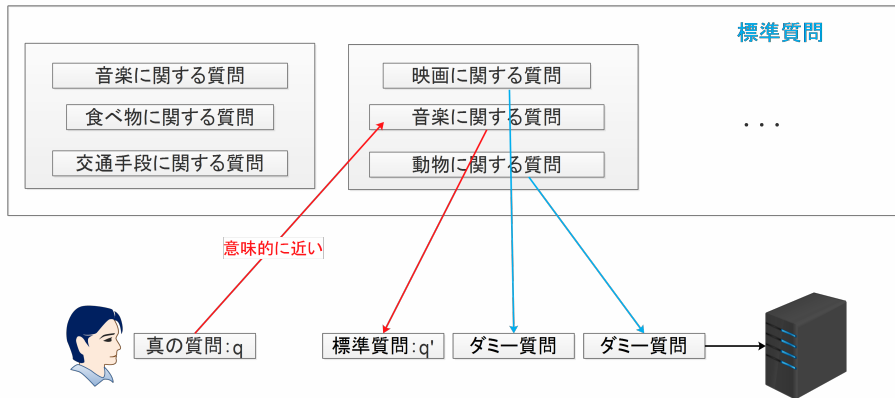 標準質問
音楽に関する質問
食べ物に関する質問
交通手段に関する質問
映画に関する質問
音楽に関する質問
動物に関する質問
...
意味的に近い
真の質問:q
標準質問:q'
ダミー質問
ダミー質問